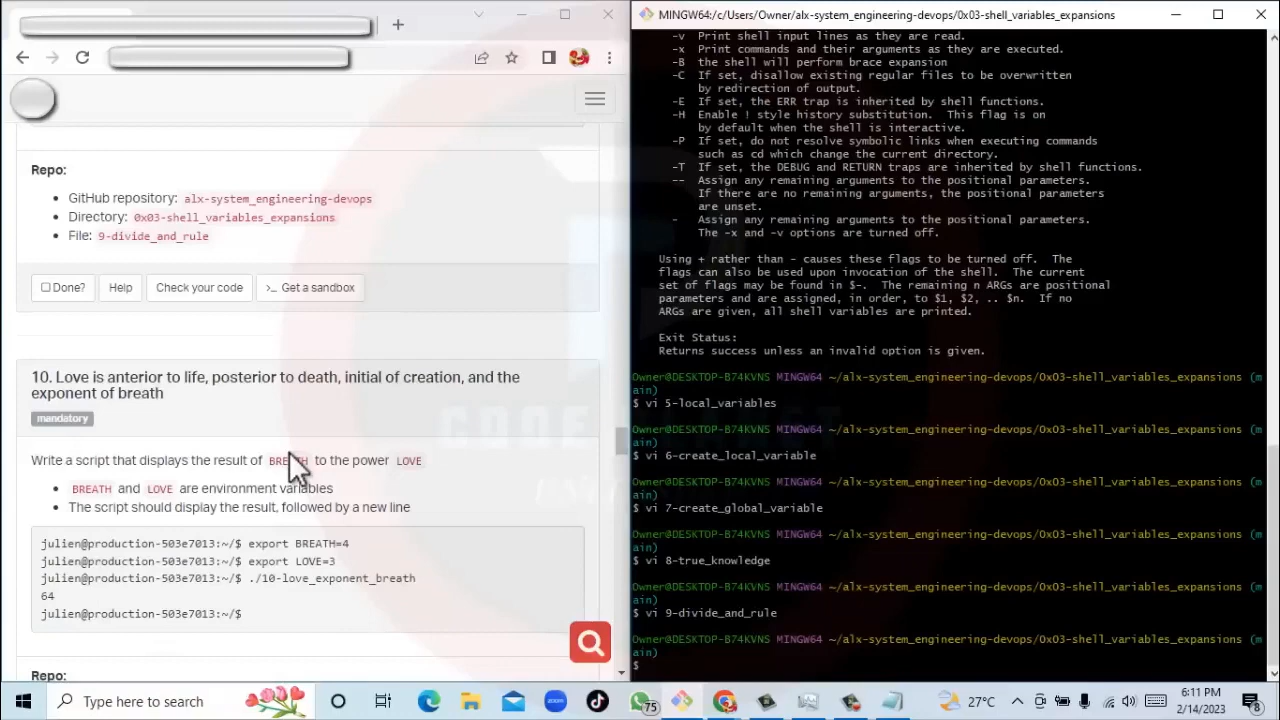 Repo:
GitHub repository: alx-system_engineering-devops
Directory: 0x03-shell_variables_expansions
File: 9-divide_and_rule
Done?
Help
Check your code
>_ Get a sandbox
10. Love is anterior to life, posterior to death, initial of creation, and the
exponent of breath
mandatory
Write a script that displays the result of BREATH to the power LOVE
BREATH and LOVE are environment variables
The script should display the result, followed by a new line
julien@production-503e7013:~/$ export BREATH=4
julien@production-503e7013:~/$ export LOVE=3
julien@production-503e7013:~/$ ./10-love_exponent_breath
64
julien@production-503e7013:~/$
Repo:
MINGW64:/c/Users/Owner/alx-system_engineering-devops/0x03-shell_variables_expansions
-v Print shell input lines as they are read.
-x Print commands and their arguments as they are executed.
-B the shell will perform brace expansion
-C If set, disallow existing regular files to be overwritten
by redirection of output.
-E If set, the ERR trap is inherited by shell functions.
-H Enable ! style history substitution. This flag is on
by default when the shell is interactive.
-P If set, do not resolve symbolic links when executing commands
such as cd which change the current directory.
-T If set, the DEBUG and RETURN traps are inherited by shell functions.
-- Assign any remaining arguments to the positional parameters.
If there are no remaining arguments, the positional parameters
are unset.
- Assign any remaining arguments to the positional parameters.
The -x and -v options are turned off.
Using + rather than - causes these flags to be turned off. The
flags can also be used upon invocation of the shell. The current
set of flags may be found in $-. The remaining n ARGs are positional
parameters and are assigned, in order, to $1, $2, .. $n. If no
ARGs are given, all shell variables are printed.
Exit Status:
Returns success unless an invalid option is given.
Owner@DESKTOP-B74KVNS MINGW64 ~/alx-system_engineering-devops/0x03-shell_variables_expansions (m
ain)
$ vi 5-local_variables
Owner@DESKTOP-B74KVNS MINGW64 ~/alx-system_engineering-devops/0x03-shell_variables_expansions (m
ain)
$ vi 6-create_local_variable
Owner@DESKTOP-B74KVNS MINGW64 ~/alx-system_engineering-devops/0x03-shell_variables_expansions (m
ain)
$ vi 7-create_global_variable
Owner@DESKTOP-B74KVNS MINGW64 ~/alx-system_engineering-devops/0x03-shell_variables_expansions (m
ain)
$ vi 8-true_knowledge
Owner@DESKTOP-B74KVNS MINGW64 ~/alx-system_engineering-devops/0x03-shell_variables_expansions (m
ain)
$ vi 9-divide_and_rule
Owner@DESKTOP-B74KVNS MINGW64 ~/alx-system_engineering-devops/0x03-shell_variables_expansions (m
ain)
$
Type here to search
zoom
75
27°C
6:11 PM
2/14/2023
8